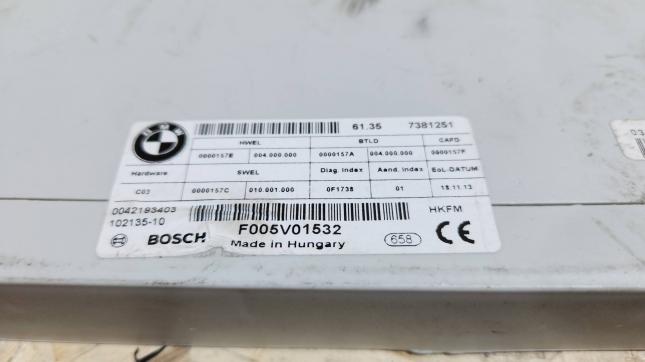 61.35 7381251
HWEL BTLD CAFD
0000157E 004.000.000 0000157A 004.000.000 0000157F
Hardware SWEL Diag. Index Aend. Index EoL-DATUM
C03 0000157C 010.001.000 0F1738 01 18.11.13
0042193403 HKFM
102135-10 F005V01532
BOSCH Made in Hungary 658 CE